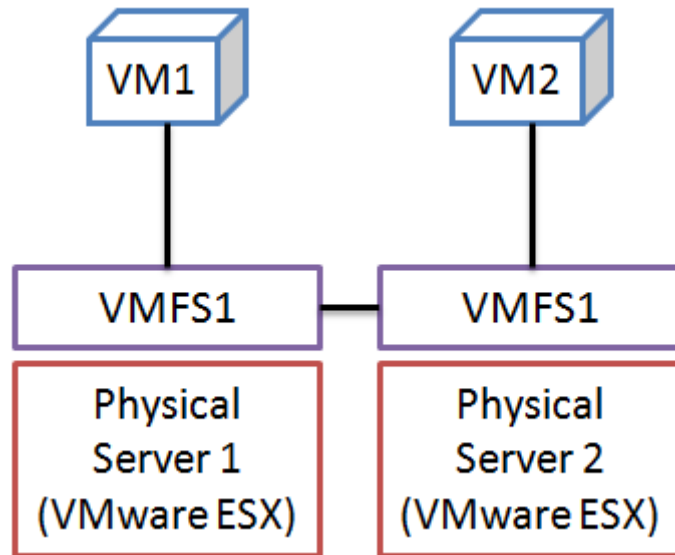 VM1
VM2
VMFS1
VMFS1
Physical
Server 1
(VMware ESX)
Physical
Server 2
(VMware ESX)